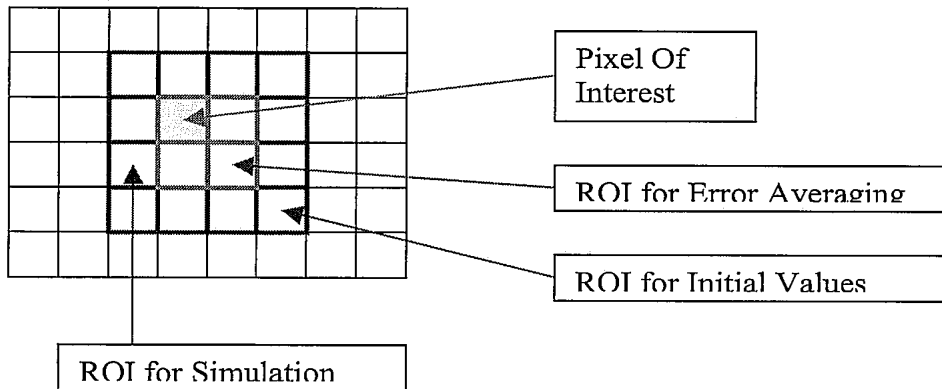 Pixel Of
Interest
ROI for Error Averaging
ROI for Initial Values
ROI for Simulation